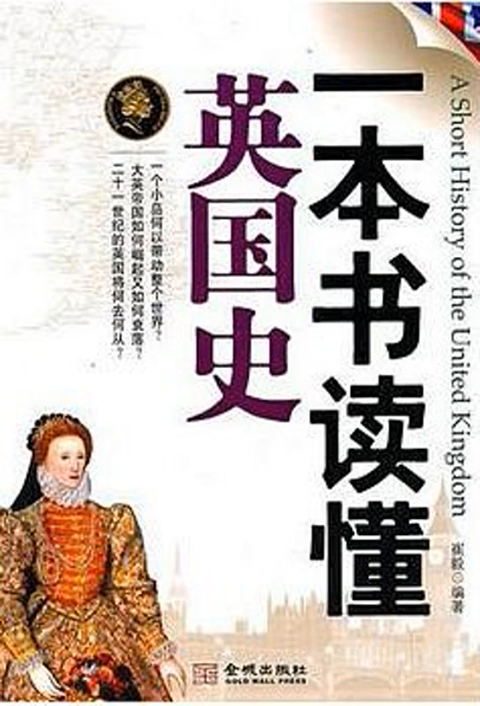 一本书读懂
英国史
A Short History of the United Kingdom
一个小岛何以带动整个世界？
大英帝国如何崛起又如何衰落？
二十一世纪的英国将何去何从？
崔毅◎编著
金城出版社
GOLD WALL PRESS